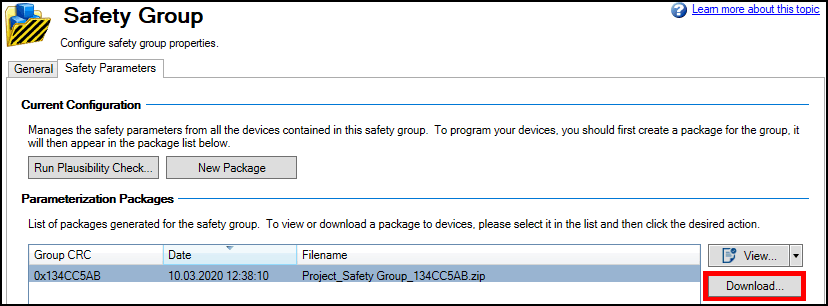 Safety Group
Learn more about this topic
Configure safety group properties.
General
Safety Parameters
Current Configuration
Manages the safety parameters from all the devices contained in this safety group. To program your devices, you should first create a package for the group, it
will then appear in the package list below.
Run Plausibility Check...
New Package
Parameterization Packages
List of packages generated for the safety group. To view or download a package to devices, please select it in the list and then click the desired action.
Group CRC
Date
Filename
View...
0x134CC5AB
10.03.2020 12:38:10
Project_Safety Group_134CC5AB.zip
Download...